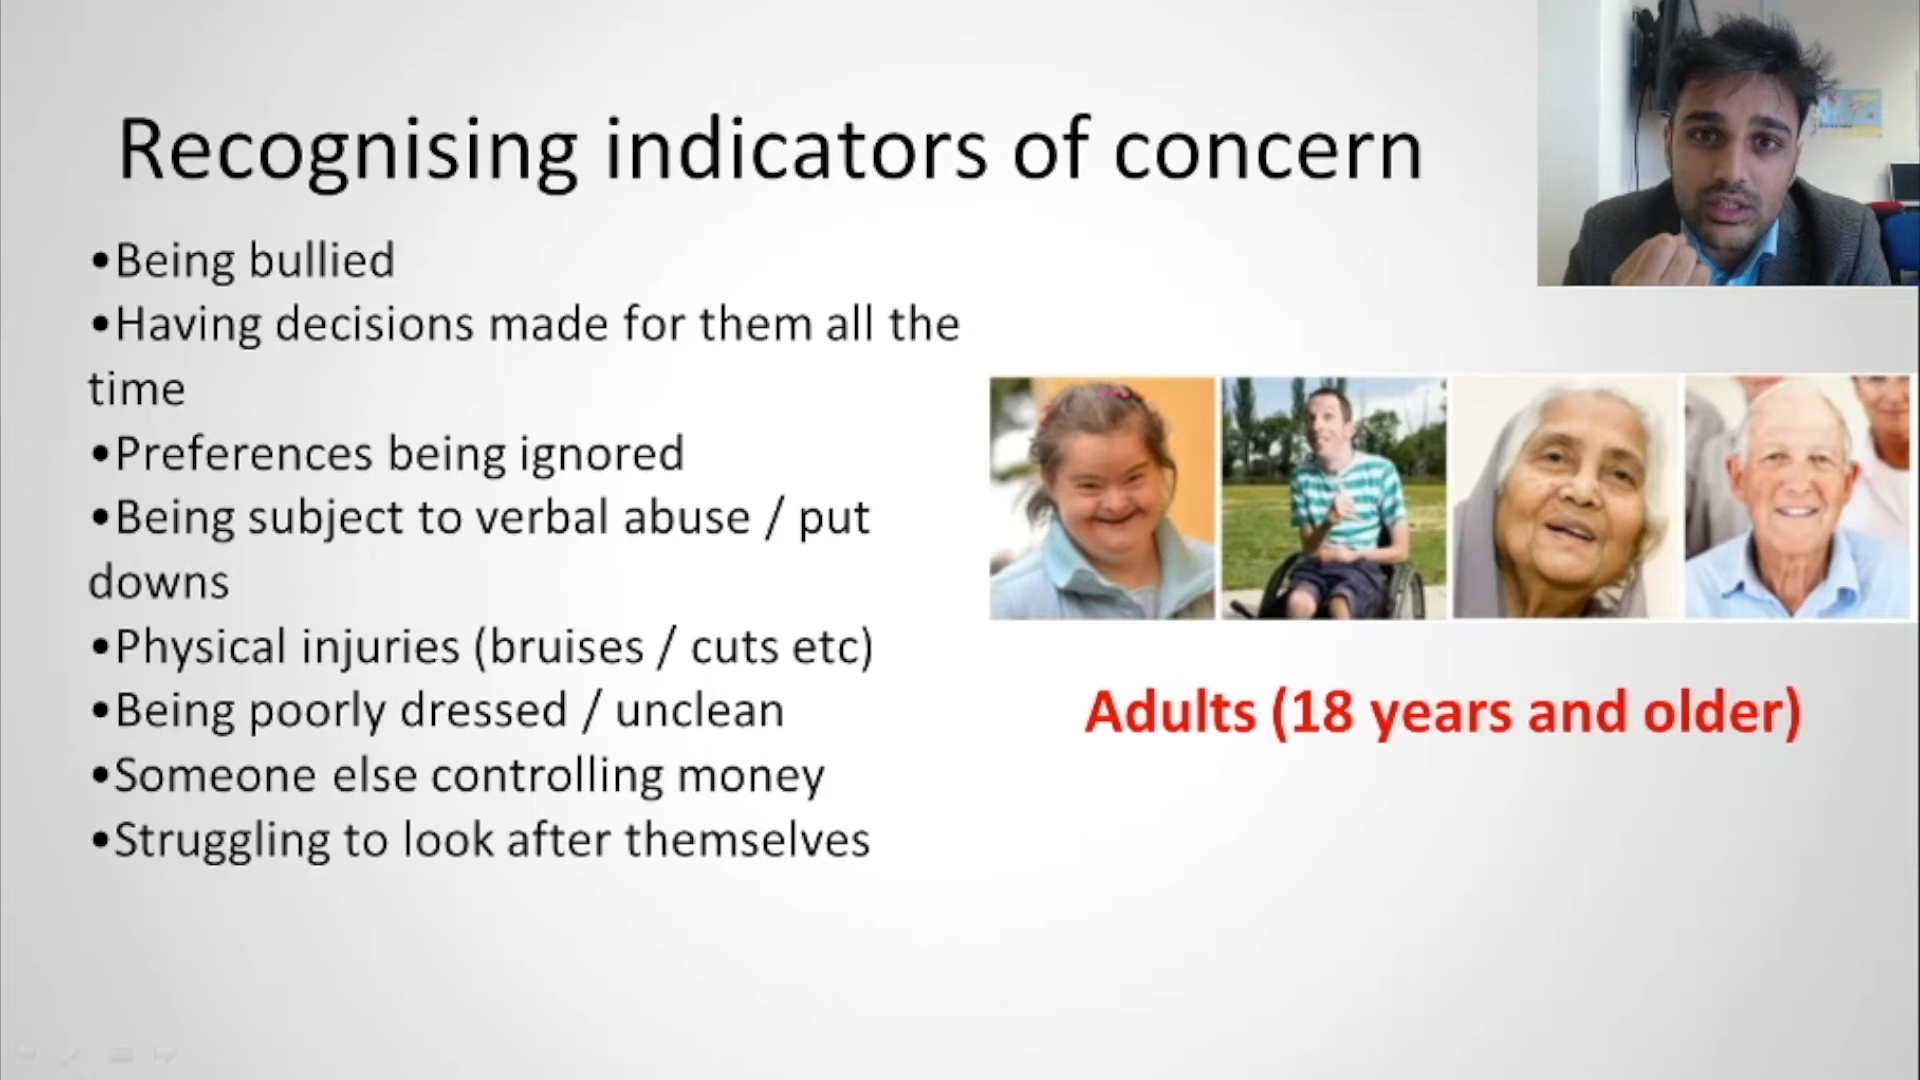 Recognising indicators of concern
•Being bullied
•Having decisions made for them all the
time
•Preferences being ignored
•Being subject to verbal abuse / put
downs
•Physical injuries (bruises / cuts etc)
•Being poorly dressed / unclean
•Someone else controlling money
•Struggling to look after themselves
Adults (18 years and older)